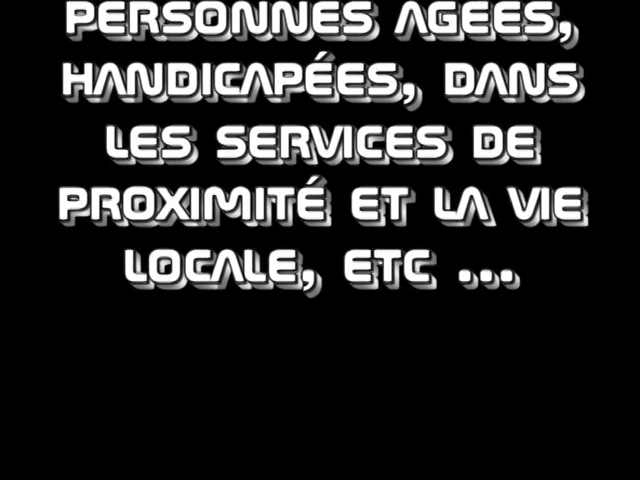 PERSONNES AGEES,
HANDICAPÉES, DANS
LES SERVICES DE
PROXIMITÉ ET LA VIE
LOCALE, ETC ...